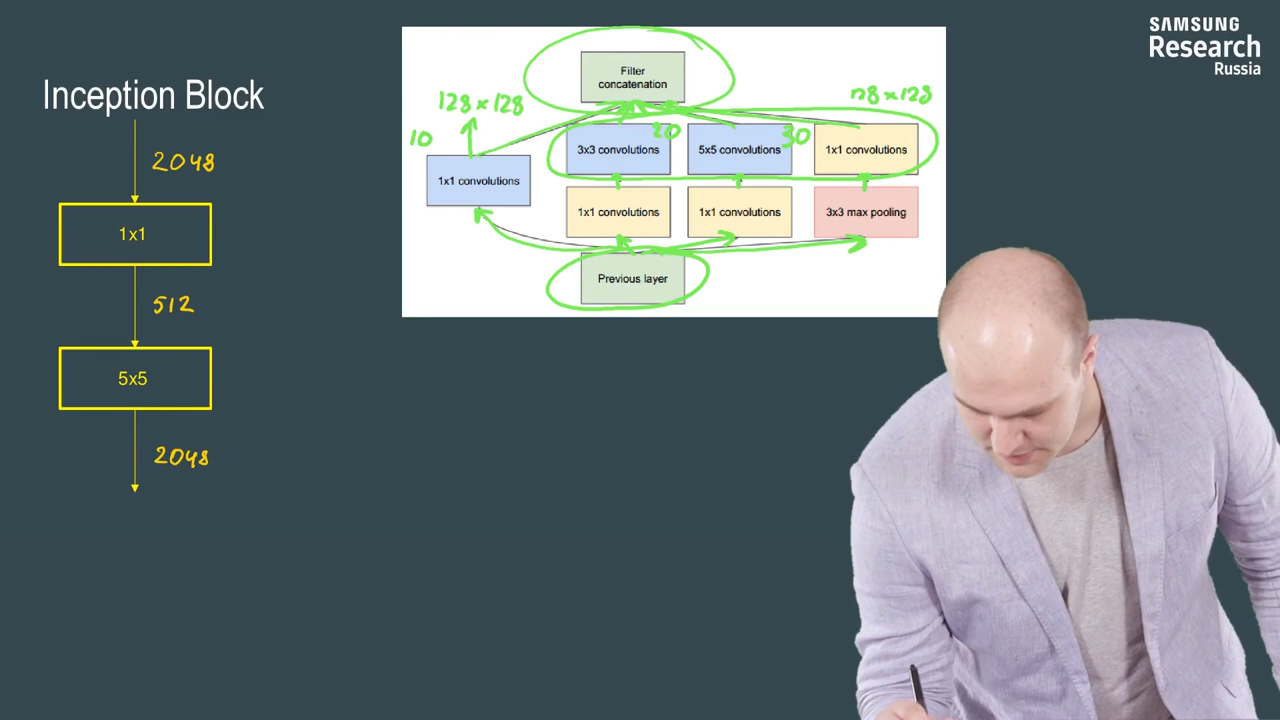 SAMSUNG
Research
Russia
Inception Block
2048
1x1
512
5x5
2048
Filter
concatenation
128×128
128×128
10
20
30
3x3 convolutions
5x5 convolutions
1x1 convolutions
1x1 convolutions
1x1 convolutions
1x1 convolutions
3x3 max pooling
Previous layer